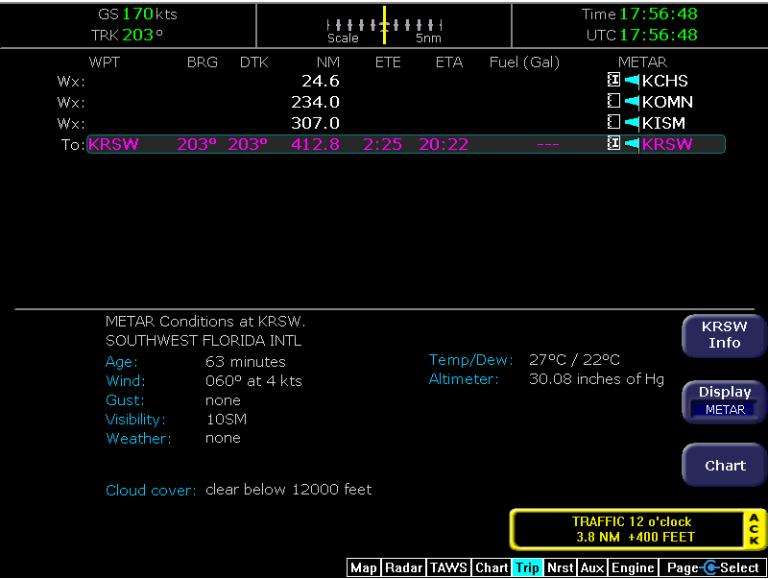 GS 170kts
TRK 203°
Scale 5nm
Time 17:56:48
UTC 17:56:48
WPT BRG DTK NM ETE ETA Fuel (Gal) METAR
Wx: 24.6 I KCHS
Wx: 234.0 KOMN
Wx: 307.0 KISM
To: KRSW 203° 203° 412.8 2:25 20:22 --- I KRSW
METAR Conditions at KRSW.
SOUTHWEST FLORIDA INTL
Age: 63 minutes
Wind: 060° at 4 kts
Gust: none
Visibility: 10SM
Weather: none
Temp/Dew: 27°C / 22°C
Altimeter: 30.08 inches of Hg
Cloud cover: clear below 12000 feet
KRSW
Info
Display
METAR
Chart
TRAFFIC 12 o'clock
3.8 NM +400 FEET
ACK
Map Radar TAWS Chart Trip Nrst Aux Engine Page-C-Select